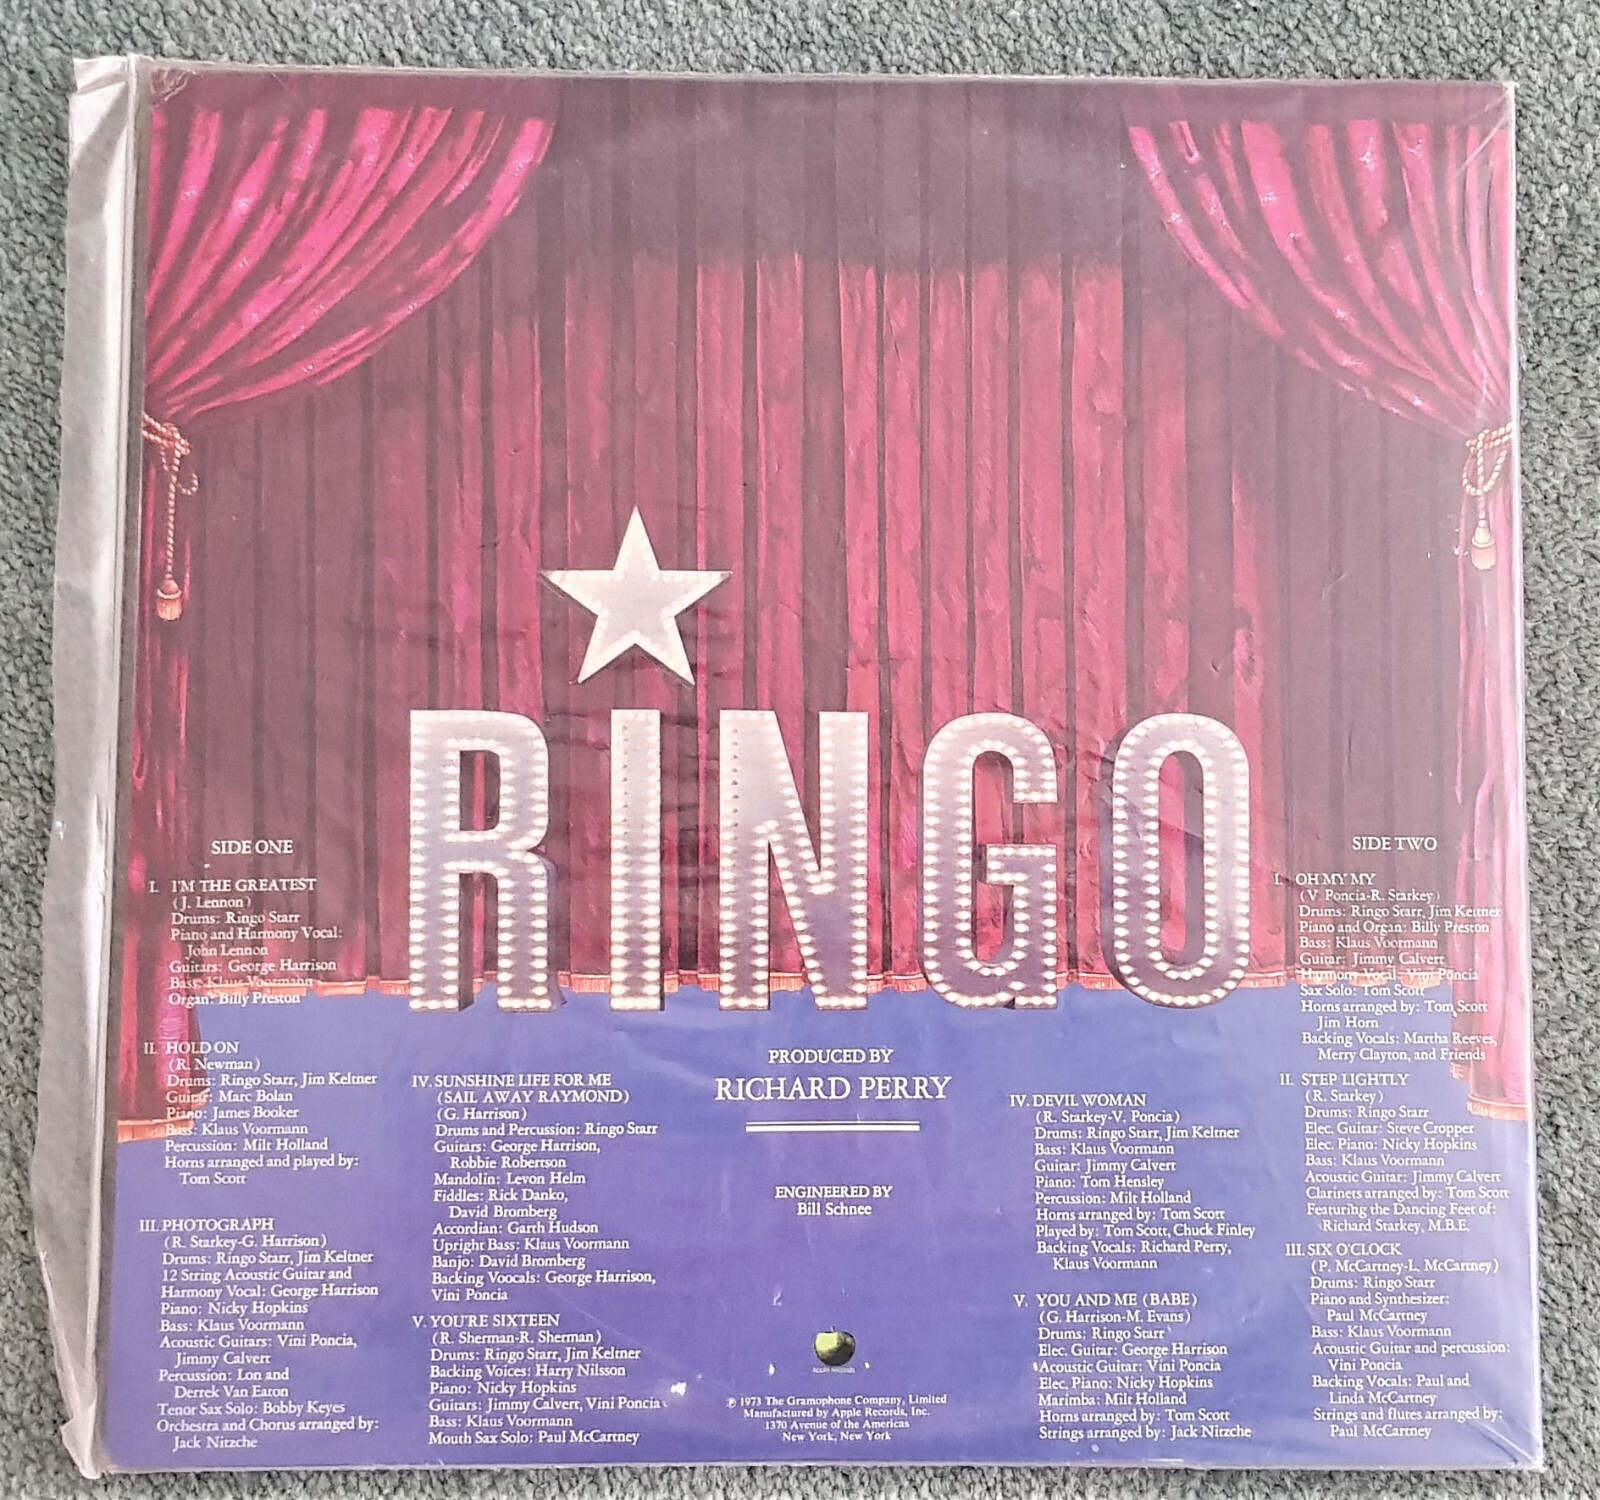 RINGO
SIDE ONE
I. I'M THE GREATEST
(J. Lennon)
Drums: Ringo Starr
Piano and Harmony Vocal:
John Lennon
Guitars: George Harrison
Bass: Klaus Voormann
Organ: Billy Preston
II. HOLD ON
(R. Newman)
Drums: Ringo Starr, Jim Keltner
Guitar: Marc Bolan
Piano: James Booker
Bass: Klaus Voormann
Percussion: Milt Holland
Horns arranged and played by:
Tom Scott
III. PHOTOGRAPH
(R. Starkey-G. Harrison)
Drums: Ringo Starr, Jim Keltner
12 String Acoustic Guitar and
Harmony Vocal: George Harrison
Piano: Nicky Hopkins
Bass: Klaus Voormann
Acoustic Guitars: Vini Poncia,
Jimmy Calvert
Percussion: Lon and
Derrek Van Eaton
Tenor Sax Solo: Bobby Keyes
Orchestra and Chorus arranged by:
Jack Nitzche
IV. SUNSHINE LIFE FOR ME
(SAIL AWAY RAYMOND)
(G. Harrison)
Drums and Percussion: Ringo Starr
Guitars: George Harrison,
Robbie Robertson
Mandolin: Levon Helm
Fiddles: Rick Danko,
David Bromberg
Accordian: Garth Hudson
Upright Bass: Klaus Voormann
Banjo: David Bromberg
Backing Voocals: George Harrison,
Vini Poncia
V. YOU'RE SIXTEEN
(R. Sherman-R. Sherman)
Drums: Ringo Starr, Jim Keltner
Backing Voices: Harry Nilsson
Piano: Nicky Hopkins
Guitars: Jimmy Calvert, Vini Poncia
Bass: Klaus Voormann
Mouth Sax Solo: Paul McCartney
PRODUCED BY
RICHARD PERRY
ENGINEERED BY
Bill Schnee
Apple records
℗ 1973 The Gramophone Company, Limited
Manufactured by Apple Records, Inc.
1370 Avenue of the Americas
New York, New York
SIDE TWO
I. OH MY MY
(V. Poncia-R. Starkey)
Drums: Ringo Starr, Jim Keltner
Piano and Organ: Billy Preston
Bass: Klaus Voormann
Guitar: Jimmy Calvert
Harmony Vocal: Vini Poncia
Sax Solo: Tom Scott
Horns arranged by: Tom Scott
Jim Horn
Backing Vocals: Martha Reeves,
Merry Clayton, and Friends
II. STEP LIGHTLY
(R. Starkey)
Drums: Ringo Starr
Elec. Guitar: Steve Cropper
Elec. Piano: Nicky Hopkins
Bass: Klaus Voormann
Acoustic Guitar: Jimmy Calvert
Clarinets arranged by: Tom Scott
Featuring the Dancing Feet of:
Richard Starkey, M.B.E.
III. SIX O'CLOCK
(P. McCartney-L. McCartney)
Drums: Ringo Starr
Piano and Synthesizer:
Paul McCartney
Bass: Klaus Voormann
Acoustic Guitar and percussion:
Vini Poncia
Backing Vocals: Paul and
Linda McCartney
Strings and flutes arranged by:
Paul McCartney
IV. DEVIL WOMAN
(R. Starkey-V. Poncia)
Drums: Ringo Starr, Jim Keltner
Bass: Klaus Voormann
Guitar: Jimmy Calvert
Piano: Tom Hensley
Percussion: Milt Holland
Horns arranged by: Tom Scott
Played by: Tom Scott, Chuck Finley
Backing Vocals: Richard Perry,
Klaus Voormann
V. YOU AND ME (BABE)
(G. Harrison-M. Evans)
Drums: Ringo Starr
Elec. Guitar: George Harrison
Acoustic Guitar: Vini Poncia
Elec. Piano: Nicky Hopkins
Marimba: Milt Holland
Horns arranged by: Tom Scott
Strings arranged by: Jack Nitzche